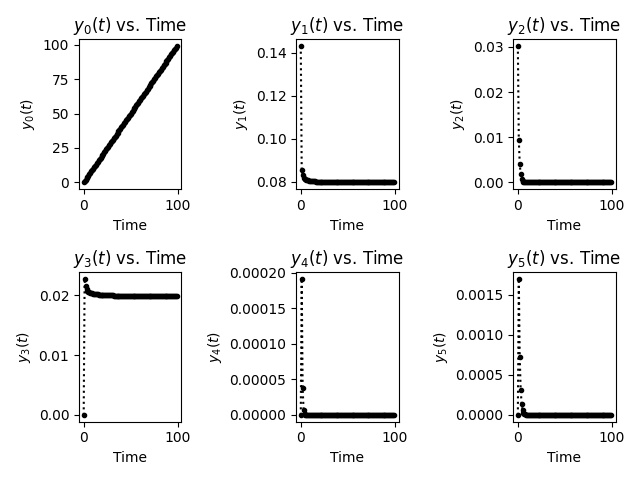 y₀(t) vs. Time
y₁(t) vs. Time
y₂(t) vs. Time
100
75
50
25
0
y₀(t)
0 100
Time
0.14
0.12
0.10
0.08
y₁(t)
0 100
Time
0.03
0.02
0.01
0.00
y₂(t)
0 100
Time
y₃(t) vs. Time
y₄(t) vs. Time
y₅(t) vs. Time
0.02
0.01
0.00
y₃(t)
0 100
Time
0.00020
0.00015
0.00010
0.00005
0.00000
y₄(t)
0 100
Time
0.0015
0.0010
0.0005
0.0000
y₅(t)
0 100
Time